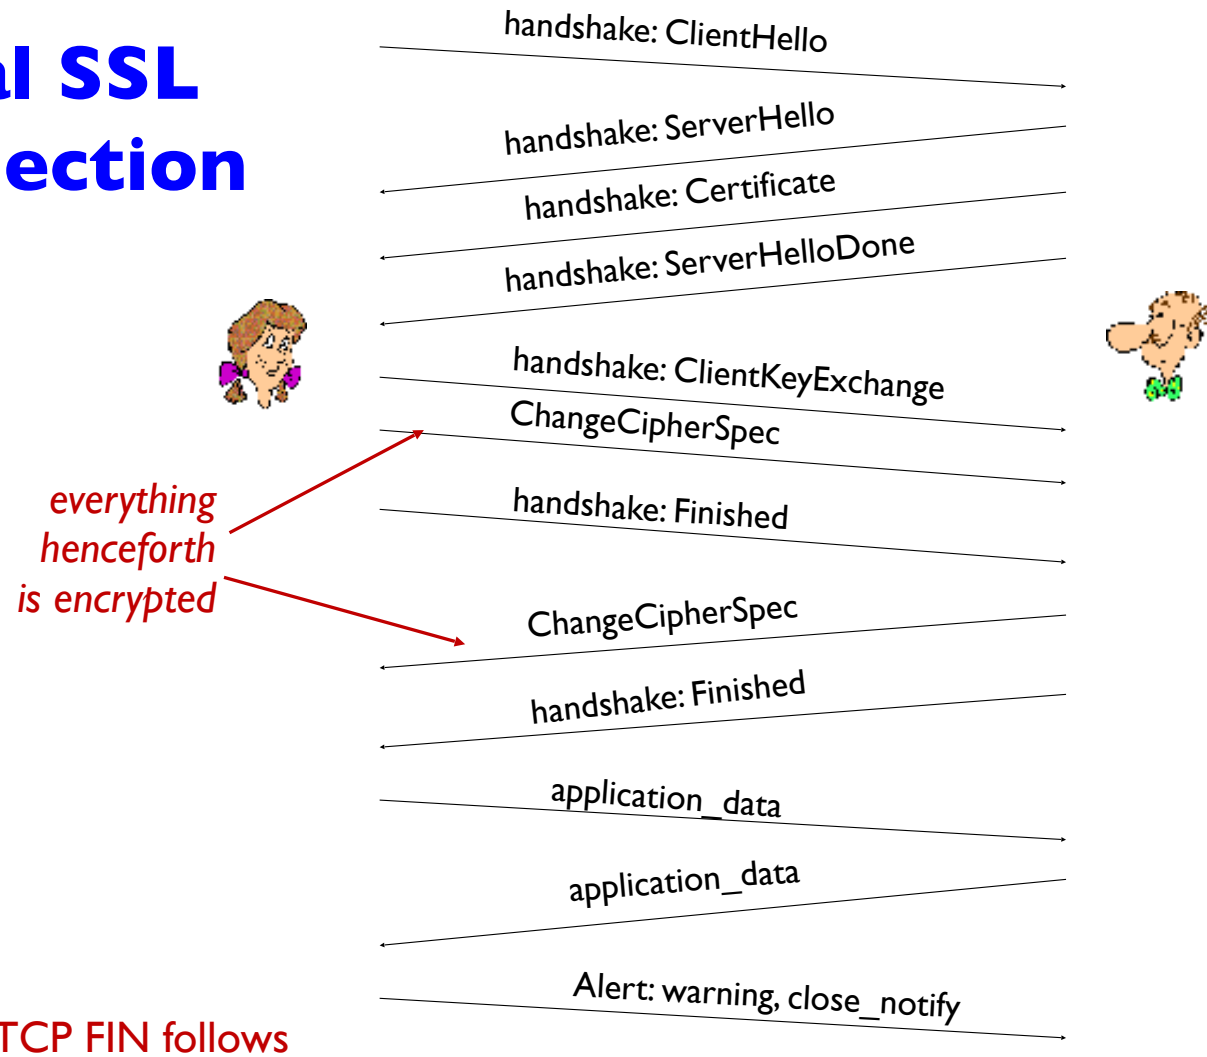 al SSL
ection
handshake: ClientHello
handshake: ServerHello
handshake: Certificate
handshake: ServerHelloDone
handshake: ClientKeyExchange
ChangeCipherSpec
everything
henceforth
is encrypted
handshake: Finished
ChangeCipherSpec
handshake: Finished
application_data
application_data
Alert: warning, close_notify
TCP FIN follows